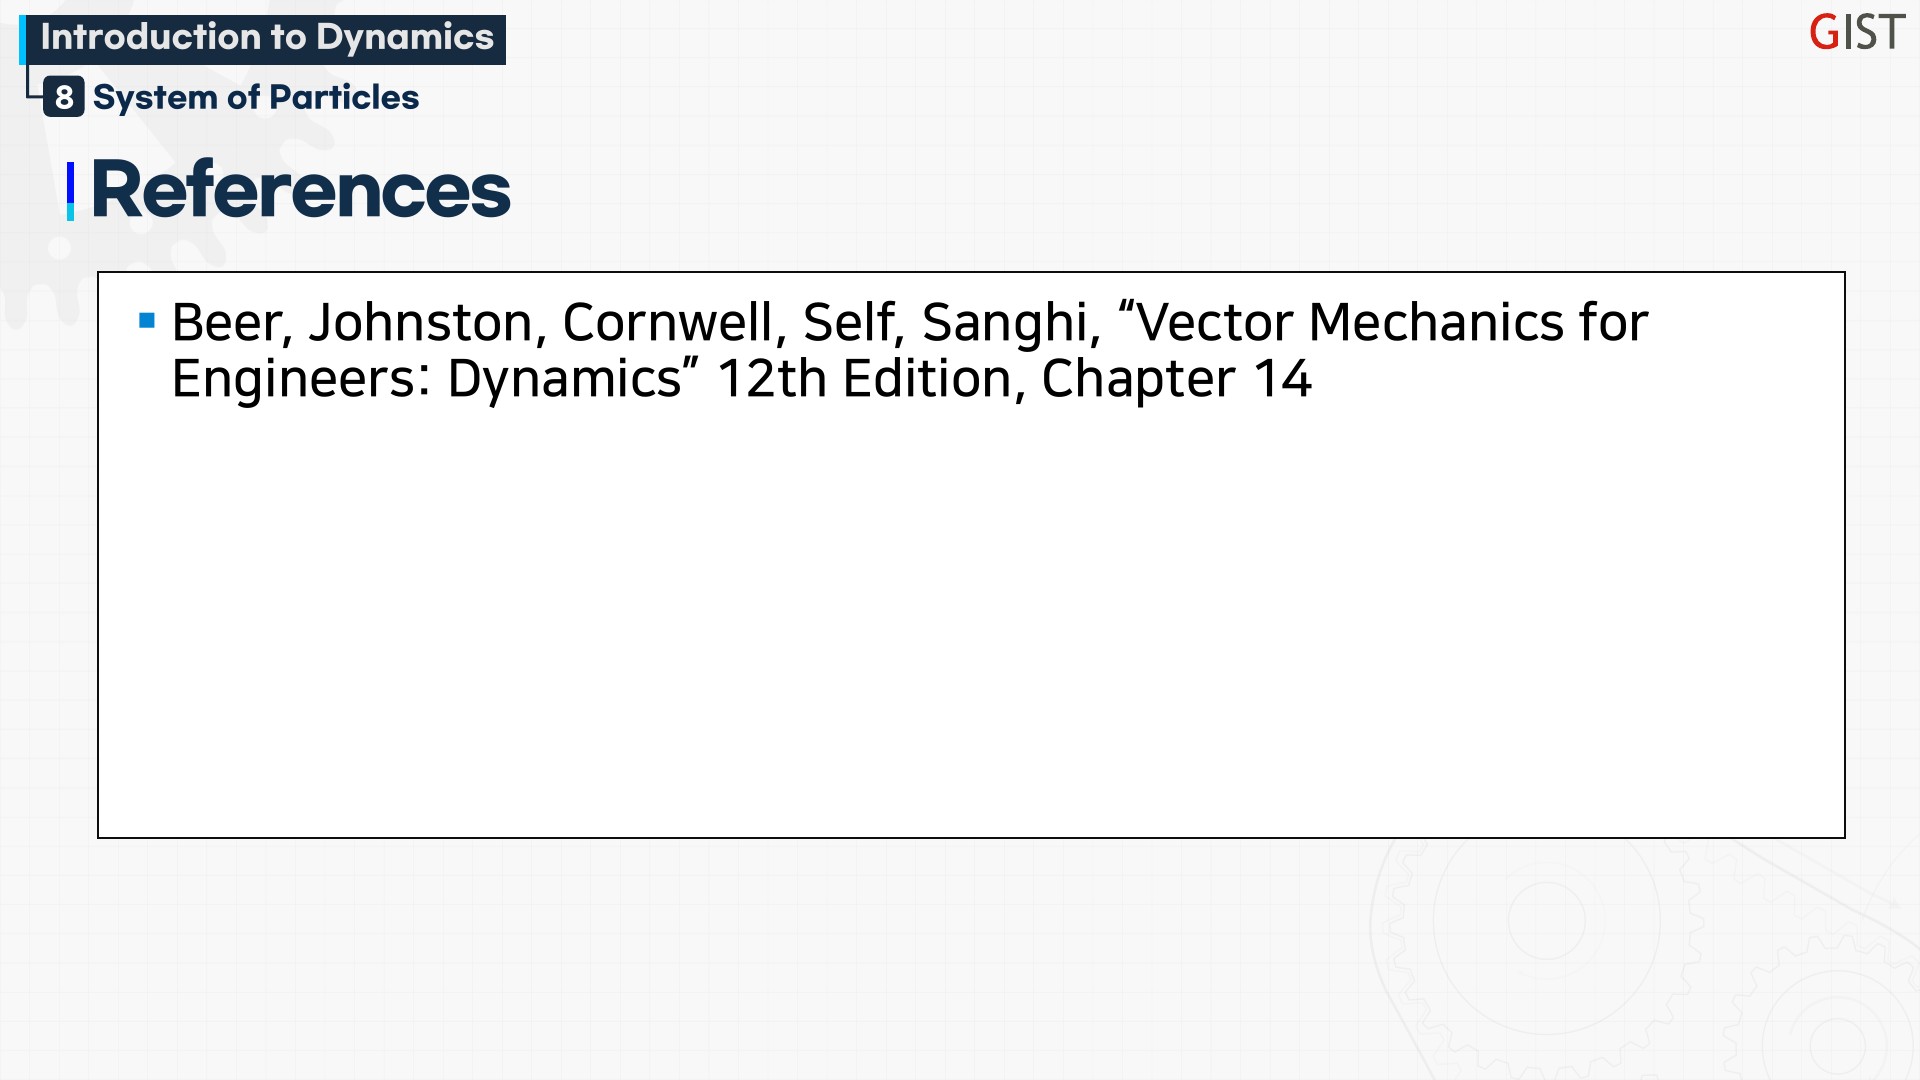 Introduction to Dynamics
GIST
8 System of Particles
References
▪ Beer, Johnston, Cornwell, Self, Sanghi, “Vector Mechanics for
Engineers: Dynamics” 12th Edition, Chapter 14